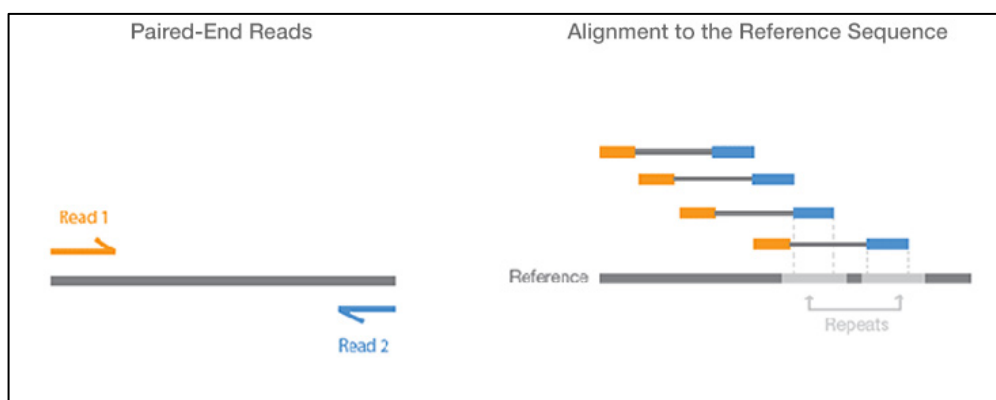 Paired-End Reads
Alignment to the Reference Sequence
Read 1
Read 2
Reference
Repeats